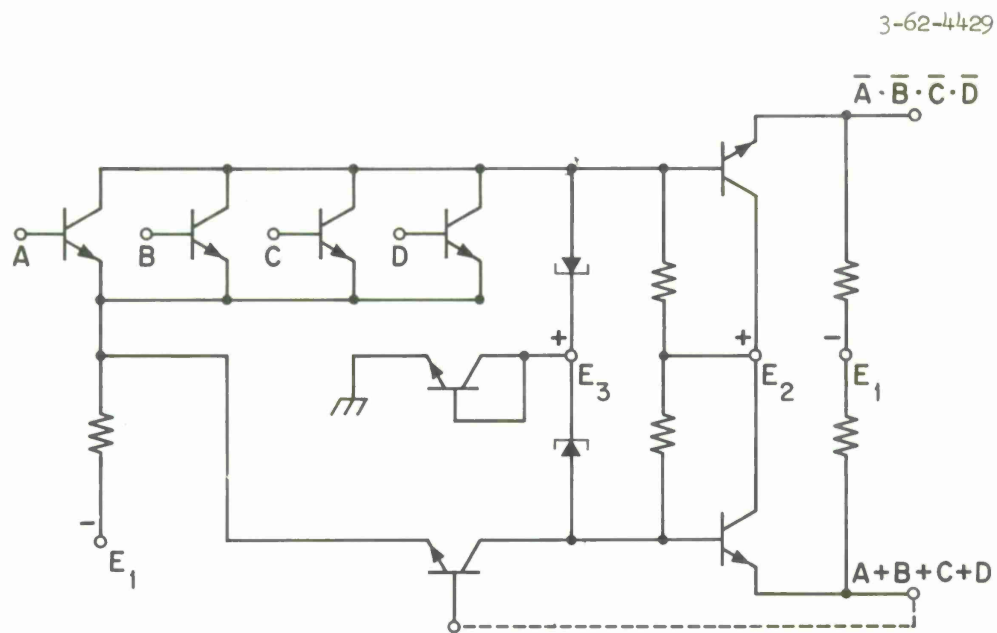 3-62-4429
A̅ · B̅ · C̅ · D̅
A
B
C
D
+
E₃
+
E₂
-
E₁
-
E₁
A+B+C+D